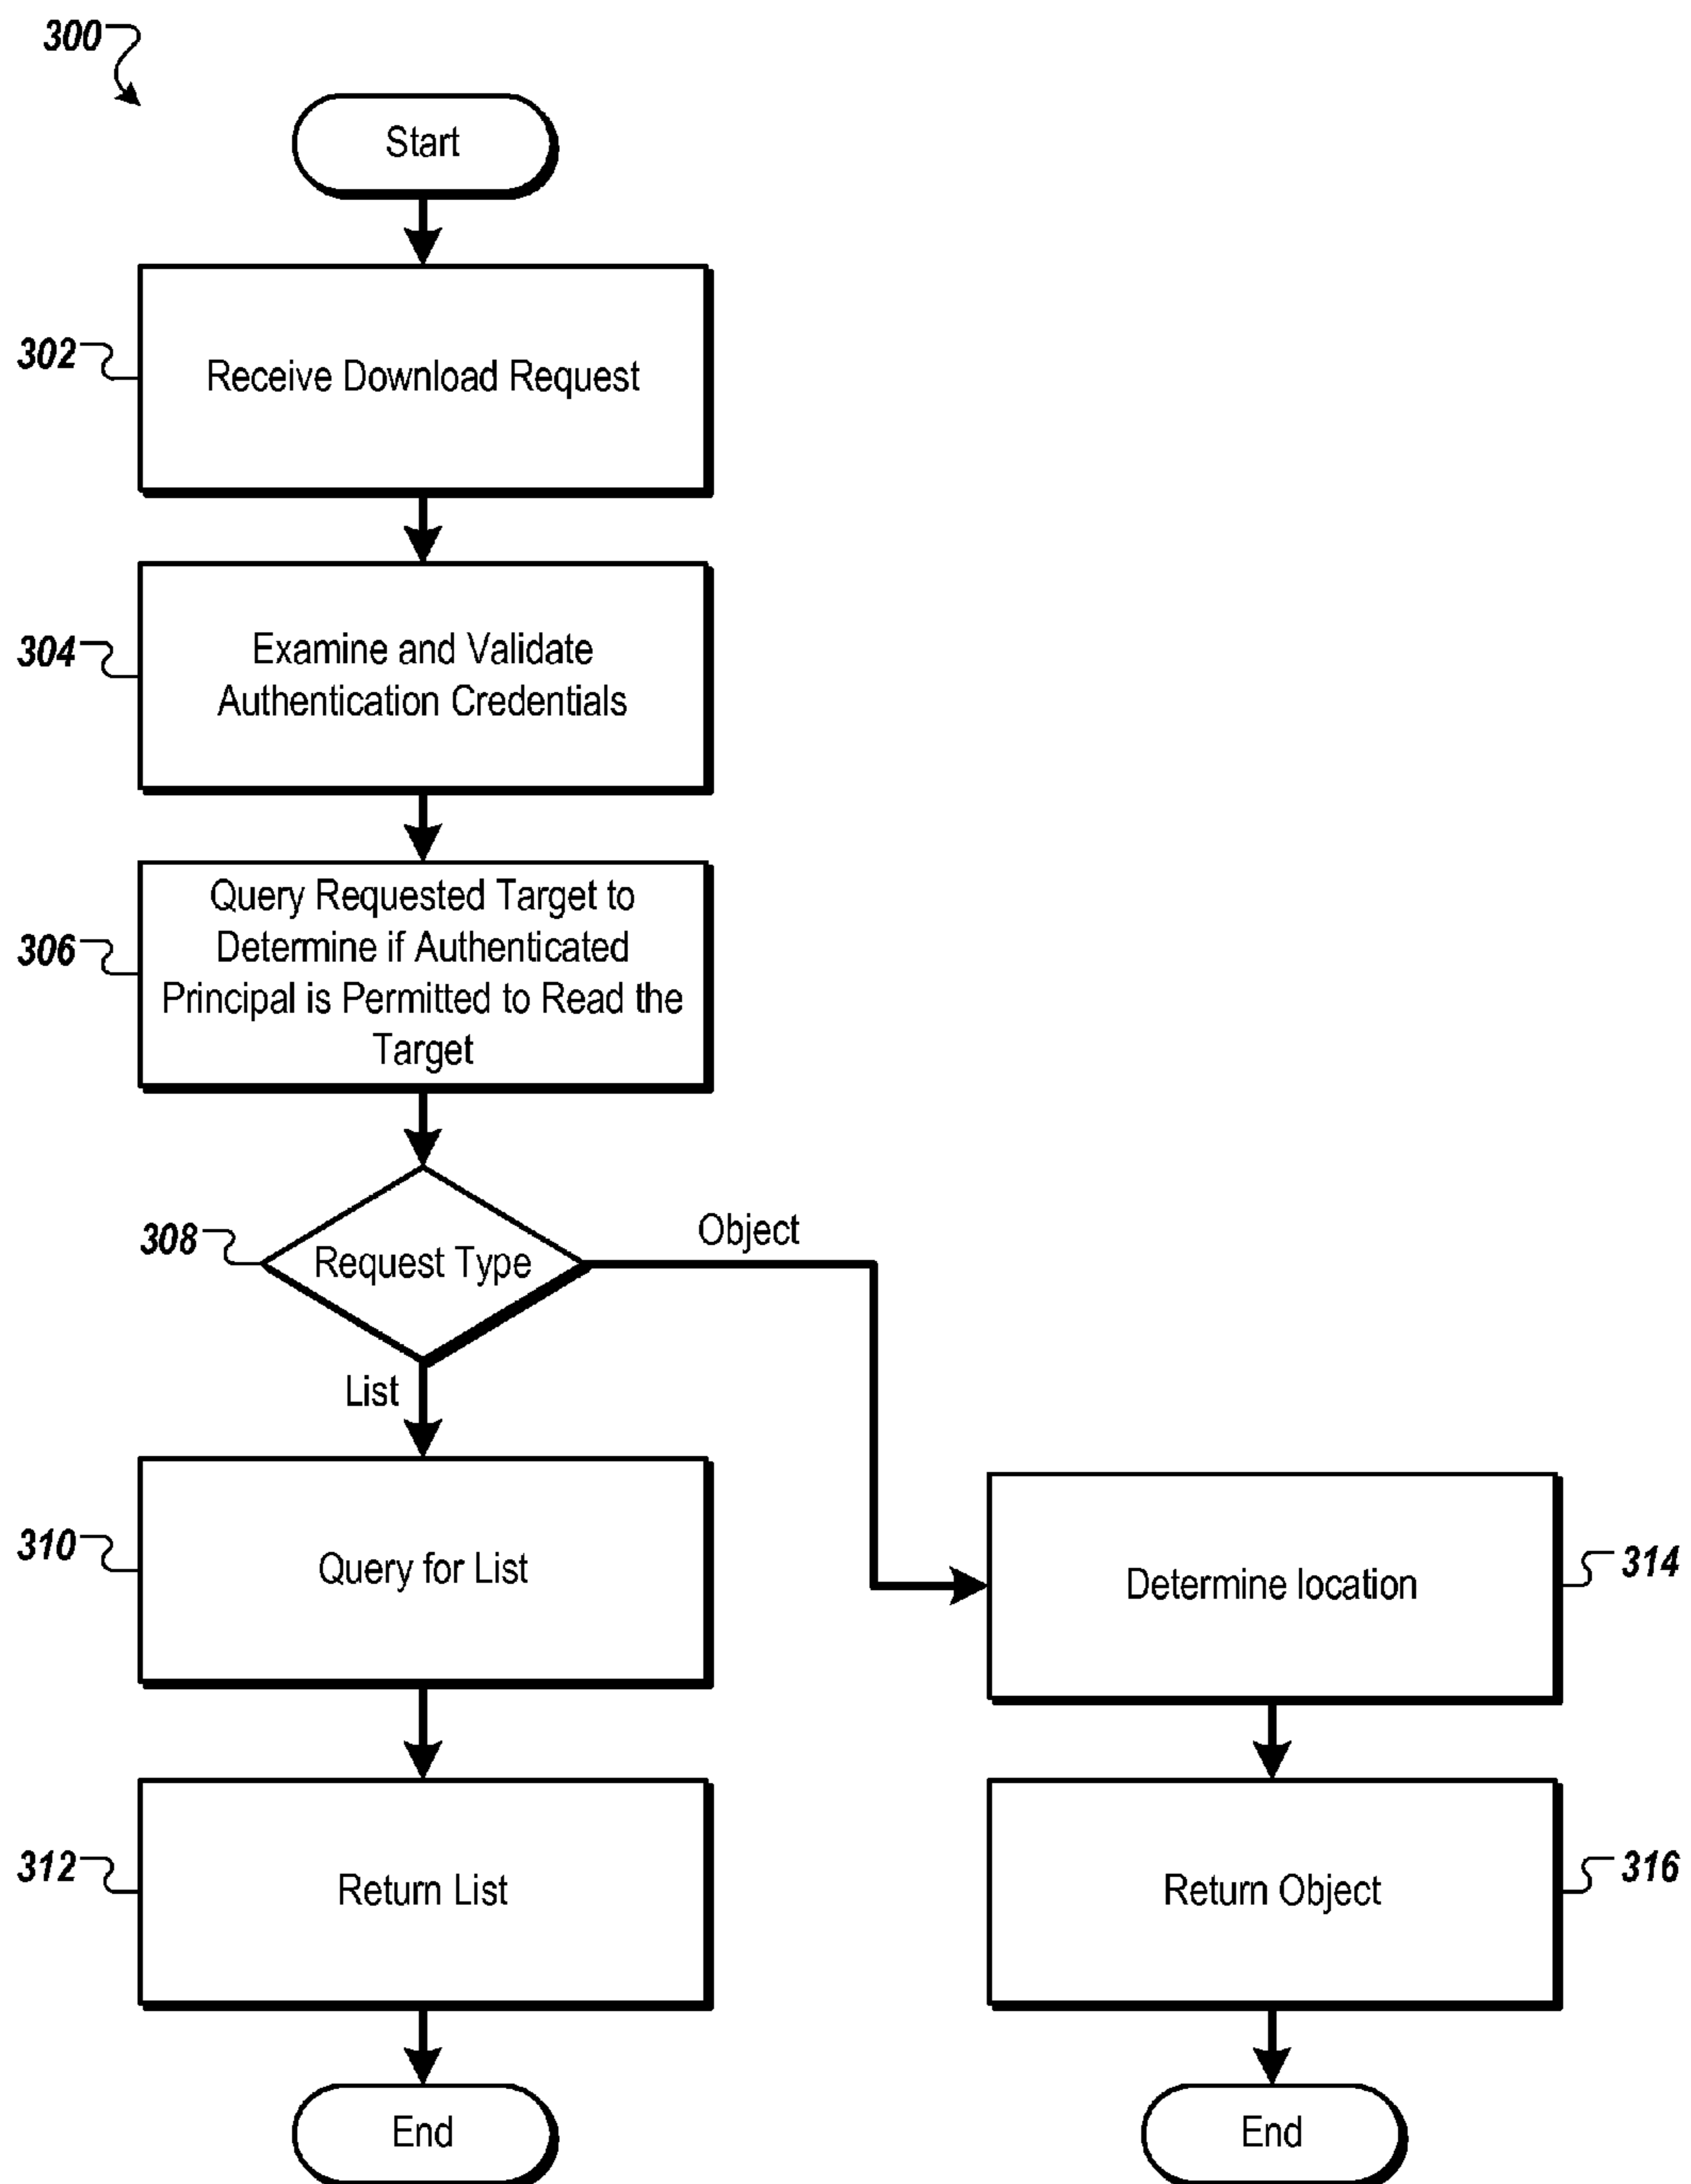 300
Start
302
Receive Download Request
304
Examine and Validate
Authentication Credentials
306
Query Requested Target to
Determine if Authenticated
Principal is Permitted to Read the
Target
308
Request Type
Object
List
310
Query for List
314
Determine location
312
Return List
316
Return Object
End
End